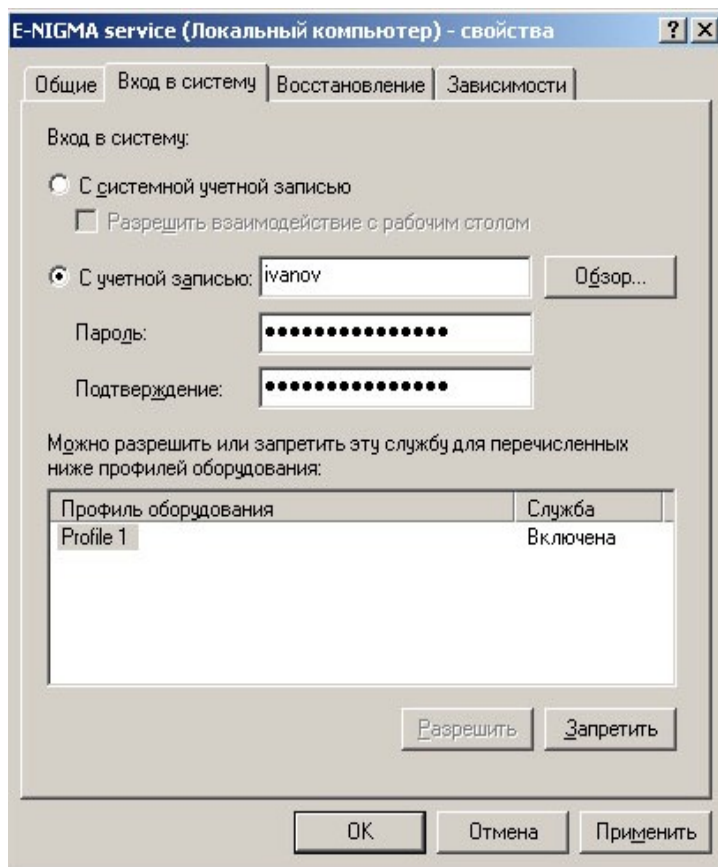 E-NIGMA service (Локальный компьютер) - свойства
Общие Вход в систему Восстановление Зависимости
Вход в систему:
С системной учетной записью
Разрешить взаимодействие с рабочим столом
С учетной записью: ivanov Обзор...
Пароль: ●●●●●●●●●●●●●●●
Подтверждение: ●●●●●●●●●●●●●●●
Можно разрешить или запретить эту службу для перечисленных
ниже профилей оборудования:
Профиль оборудования Служба
Profile 1 Включена
Разрешить Запретить
OK Отмена Применить